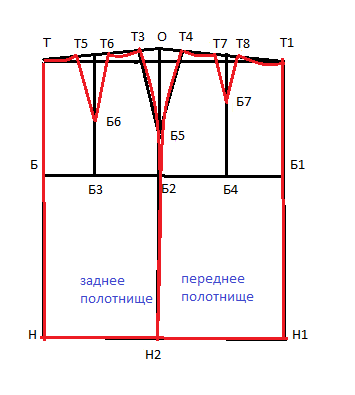 Т Т5 Т6 Т3 О Т4 Т7 Т8 Т1
Б7
Б6
Б5
Б Б1
Б3 Б2 Б4
заднее переднее
полотнище полотнище
Н Н1
Н2